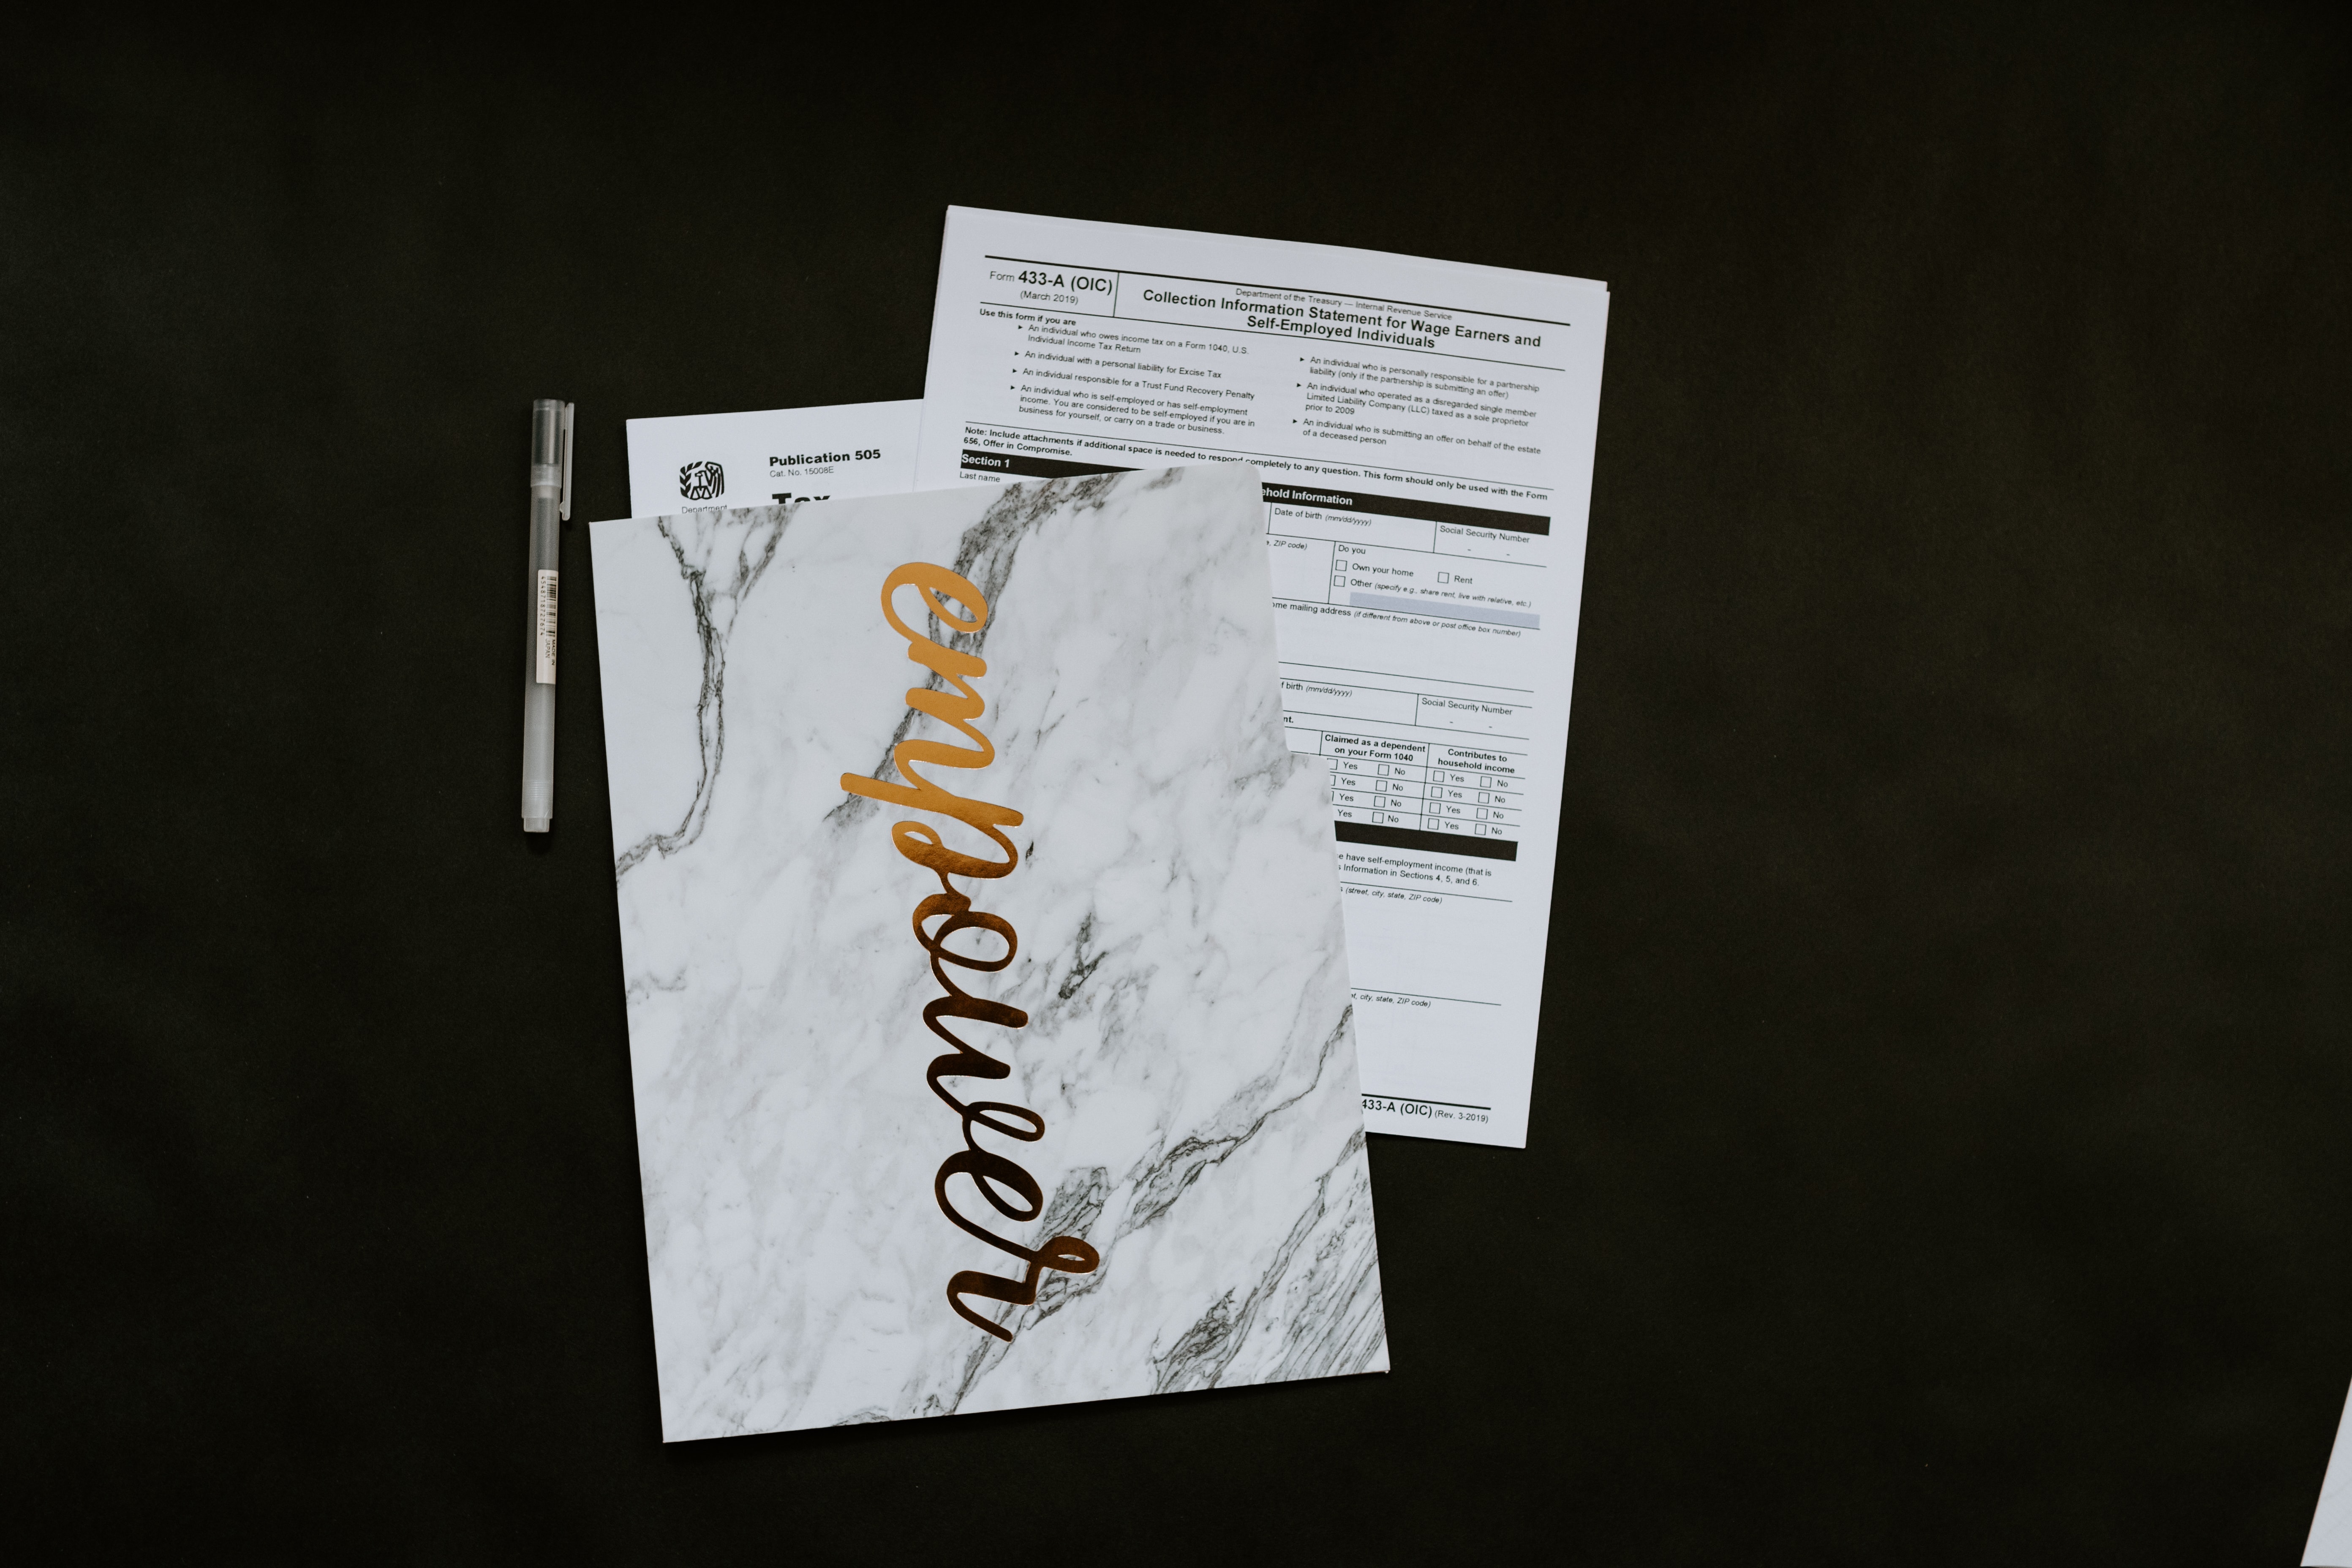 Form 433-A (OIC)
(March 2019)
Department of the Treasury — Internal Revenue Service
Collection Information Statement for Wage Earners and
Self-Employed Individuals
Use this form if you are
► An individual who owes income tax on a Form 1040, U.S.
Individual Income Tax Return
► An individual with a personal liability for Excise Tax
► An individual responsible for a Trust Fund Recovery Penalty
► An individual who is self-employed or has self-employment
income. You are considered to be self-employed if you are in
business for yourself, or carry on a trade or business.
► An individual who is personally responsible for a partnership
liability (only if the partnership is submitting an offer)
► An individual who operated as a disregarded single member
Limited Liability Company (LLC) taxed as a sole proprietor
prior to 2009
► An individual who is submitting an offer on behalf of the estate
of a deceased person
Note: Include attachments if additional space is needed to respond completely to any question. This form should only be used with the Form
656, Offer in Compromise.
Section 1
ehold Information
Last name
Date of birth (mm/dd/yyyy)
Social Security Number
- -
, ZIP code)
Do you
Own your home
Rent
Other (specify e.g., share rent, live with relative, etc.)
me mailing address (if different from above or post office box number)
f birth (mm/dd/yyyy)
Social Security Number
- -
nt.
Claimed as a dependent
on your Form 1040
Contributes to
household income
Yes No Yes No
Yes No Yes No
Yes No Yes No
Yes No Yes No
e have self-employment income (that is
s Information in Sections 4, 5, and 6.
(street, city, state, ZIP code)
t, city, state, ZIP code)
433-A (OIC) (Rev. 3-2019)
Publication 505
Cat. No. 15008E
Tax
Department
empower
MADE IN
JAPAN